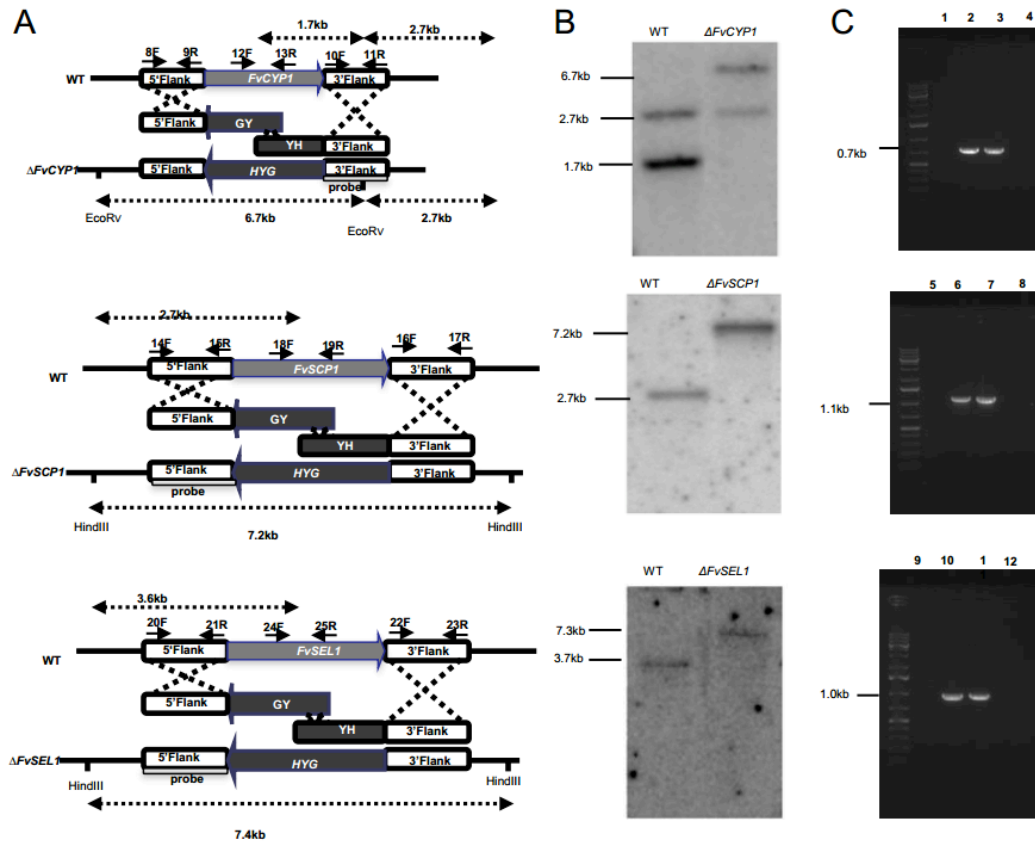 A
B
C
1.7kb
2.7kb
8F 9R 12F 13R 10F 11R
WT 5'Flank FvCYP1 3'Flank
5'Flank GY
YH 3'Flank
ΔFvCYP1 5'Flank HYG 3'Flank
probe
EcoRV 6.7kb EcoRV 2.7kb
WT ΔFvCYP1
6.7kb
2.7kb
1.7kb
1 2 3 4
0.7kb
2.7kb
14F 15R 18F 19R 16F 17R
WT 5'Flank FvSCP1 3'Flank
5'Flank GY
YH 3'Flank
ΔFvSCP1 5'Flank HYG 3'Flank
probe
HindIII HindIII
7.2kb
WT ΔFvSCP1
7.2kb
2.7kb
5 6 7 8
1.1kb
3.6kb
20F 21R 24F 25R 22F 23R
WT 5'Flank FvSEL1 3'Flank
5'Flank GY
YH 3'Flank
ΔFvSEL1 5'Flank HYG 3'Flank
probe
HindIII HindIII
7.4kb
WT ΔFvSEL1
7.3kb
3.7kb
9 10 1 12
1.0kb